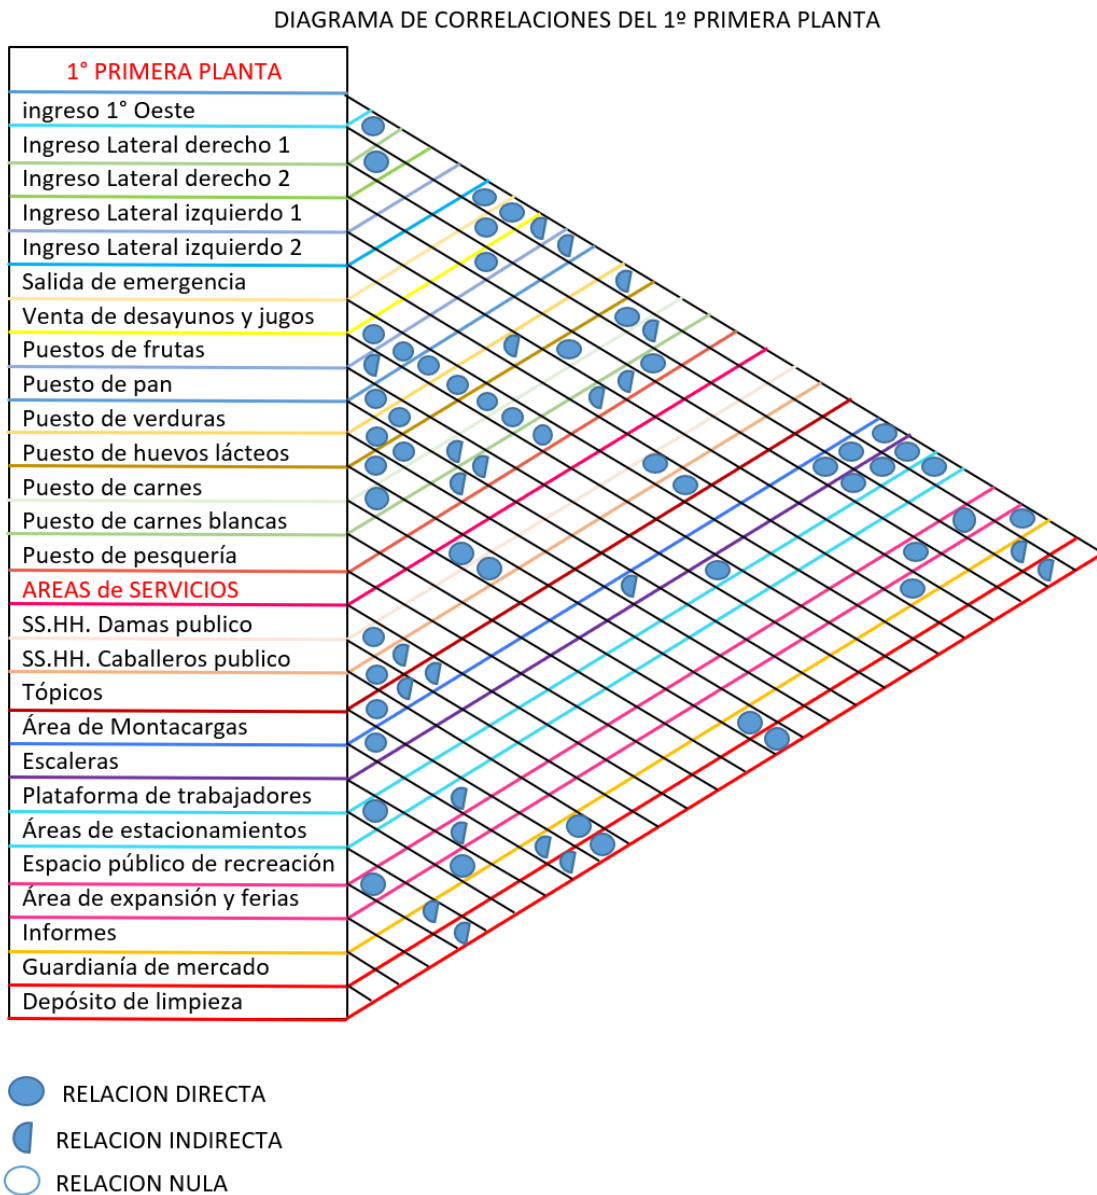 DIAGRAMA DE CORRELACIONES DEL 1º PRIMERA PLANTA
1° PRIMERA PLANTA
ingreso 1° Oeste
Ingreso Lateral derecho 1
Ingreso Lateral derecho 2
Ingreso Lateral izquierdo 1
Ingreso Lateral izquierdo 2
Salida de emergencia
Venta de desayunos y jugos
Puestos de frutas
Puesto de pan
Puesto de verduras
Puesto de huevos lácteos
Puesto de carnes
Puesto de carnes blancas
Puesto de pesquería
AREAS de SERVICIOS
SS.HH. Damas publico
SS.HH. Caballeros publico
Tópicos
Área de Montacargas
Escaleras
Plataforma de trabajadores
Áreas de estacionamientos
Espacio público de recreación
Área de expansión y ferias
Informes
Guardianía de mercado
Depósito de limpieza
RELACION DIRECTA
RELACION INDIRECTA
RELACION NULA